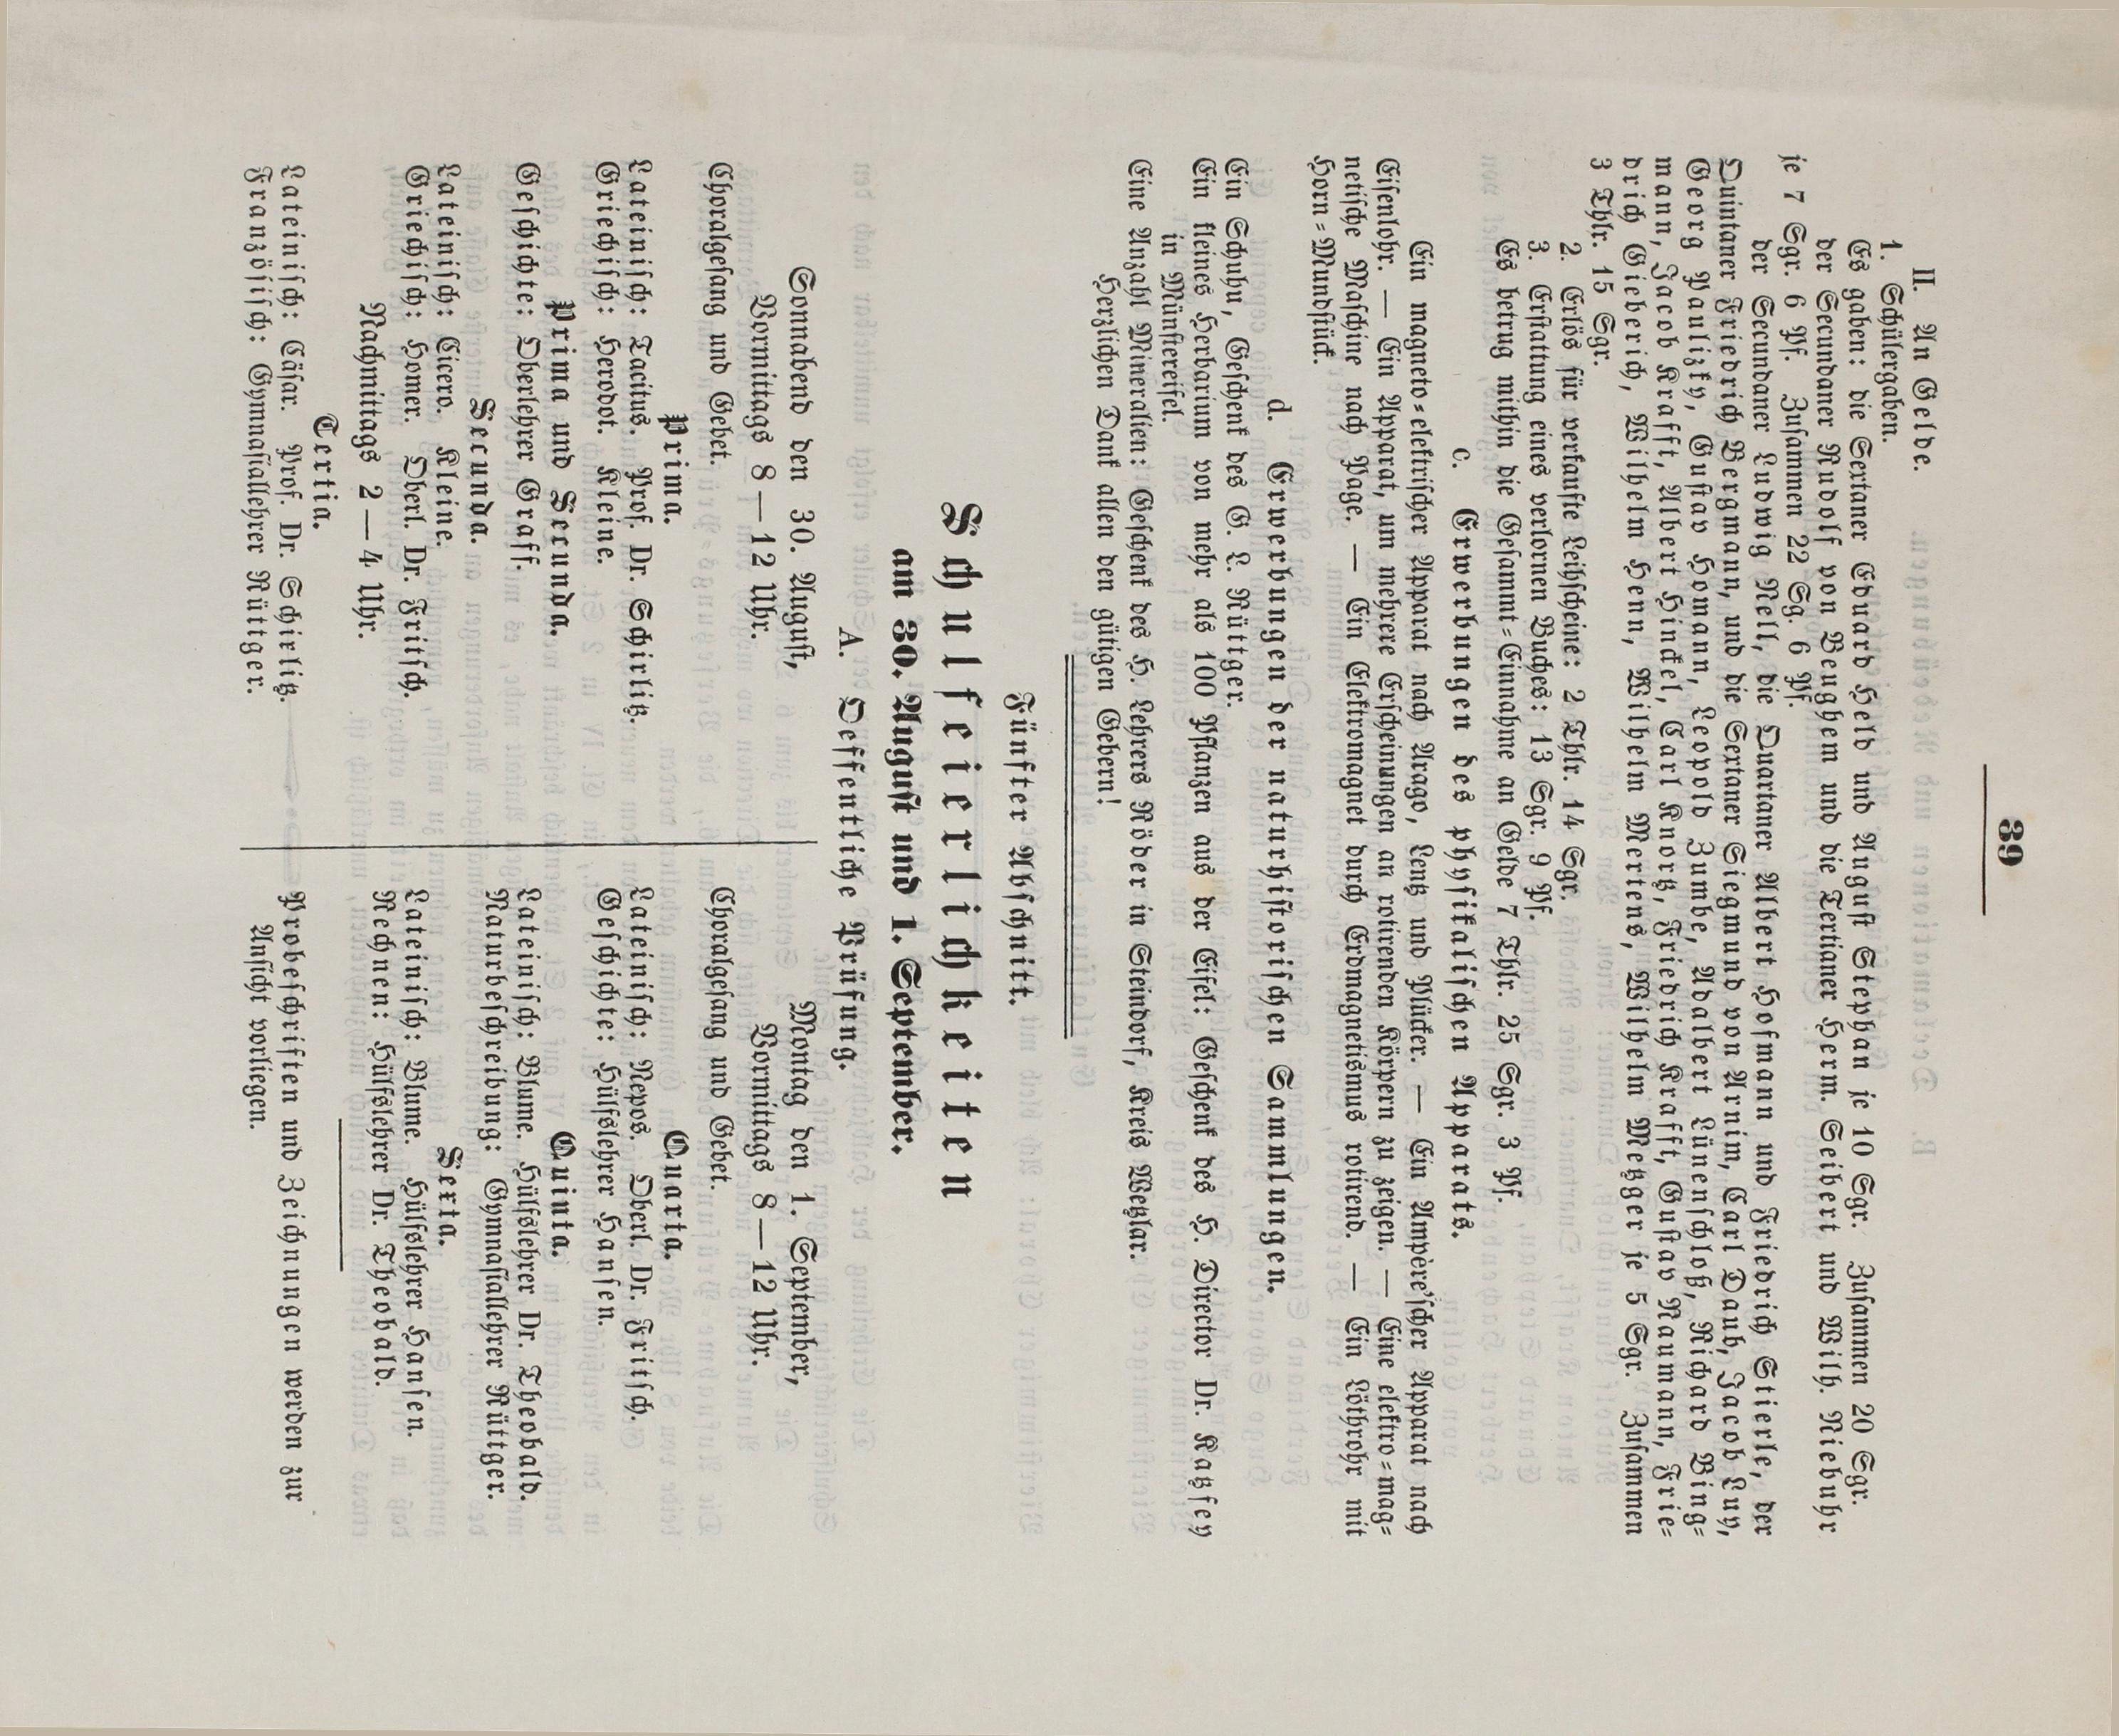 39
II. An Gelde.
1. Schülergaben.
Es gaben: die Sextaner Eduard Held und August Stephan je 10 Sgr. Zusammen 20 Sgr.
der Secundaner Rudolf von Benghem und die Tertianer Herm. Seibert und Wilh. Niebuhr
je 7 Sgr. 6 Pf. Zusammen 22 Sg. 6 Pf.
der Secundaner Ludwig Nell, die Quartaner Albert Hofmann und Friedrich Stierle, der
Quintaner Friedrich Bergmann, und die Sextaner Siegmund von Arnim, Carl Daub, Jacob Luy,
Georg Paulizky, Gustav Homann, Leopold Zumbe, Adalbert Lünenschloß, Richard Bing=
mann, Jacob Krafft, Albert Hinckel, Carl Knortz, Friedrich Krafft, Gustav Naumann, Frie=
drich Gieberich, Wilhelm Henn, Wilhelm Mertens, Wilhelm Metzger je 5 Sgr. Zusammen
3 Thlr. 15 Sgr.
2. Erlös für verkaufte Leihscheine: 2 Thlr. 14 Sgr.
3. Erstattung eines verlornen Buches: 13 Sgr. 9 Pf.
Es betrug mithin die Gesammt=Einnahme an Gelde 7 Thlr. 25 Sgr. 3 Pf.
c. Erwerbungen des physikalischen Apparats.
Ein magneto=elektrischer Apparat nach Arago, Lentz und Plücker. — Ein Ampère'scher Apparat nach
Eisenlohr. — Ein Apparat, um mehrere Erscheinungen an rotirenden Körpern zu zeigen. — Eine elektro=mag=
netische Maschine nach Page. — Ein Elektromagnet durch Erdmagnetismus rotirend. — Ein Löthrohr mit
Horn=Mundstück.
d. Erwerbungen der naturhistorischen Sammlungen.
Ein Schuhu, Geschenk des G. L. Rüttger.
Ein kleines Herbarium von mehr als 100 Pflanzen aus der Eifel: Geschenk des H. Director Dr. Katzfey
in Münstereifel.
Eine Anzahl Mineralien: Geschenk des H. Lehrers Röder in Steindorf, Kreis Wetzlar.
Herzlichen Dank allen den gütigen Gebern!
Fünfter Abschnitt.
Schulfeierlichkeiten
am 30. August und 1. September.
A. Oeffentliche Prüfung.
Sonnabend den 30. August,
Vormittags 8 — 12 Uhr.
Choralgesang und Gebet.
Prima.
Lateinisch: Tacitus. Prof. Dr. Schirlitz.
Griechisch: Herodot. Kleine.
Prima und Secunda.
Geschichte: Oberlehrer Graff.
Secunda.
Lateinisch: Cicero. Kleine.
Griechisch: Homer. Oberl. Dr. Fritsch.
Nachmittags 2 — 4 Uhr.
Tertia.
Lateinisch: Cäsar. Prof. Dr. Schirlitz.
Französisch: Gymnasiallehrer Rüttger.
Montag den 1. September,
Vormittags 8 — 12 Uhr.
Choralgesang und Gebet.
Quarta.
Lateinisch: Nepos. Oberl. Dr. Fritsch.
Geschichte: Hülfslehrer Hansen.
Quinta.
Lateinisch: Blume. Hülfslehrer Dr. Theobald.
Naturbeschreibung: Gymnasiallehrer Rüttger.
Sexta.
Lateinisch: Blume. Hülfslehrer Hansen.
Rechnen: Hülfslehrer Dr. Theobald.
Probeschriften und Zeichnungen werden zur
Ansicht vorliegen.